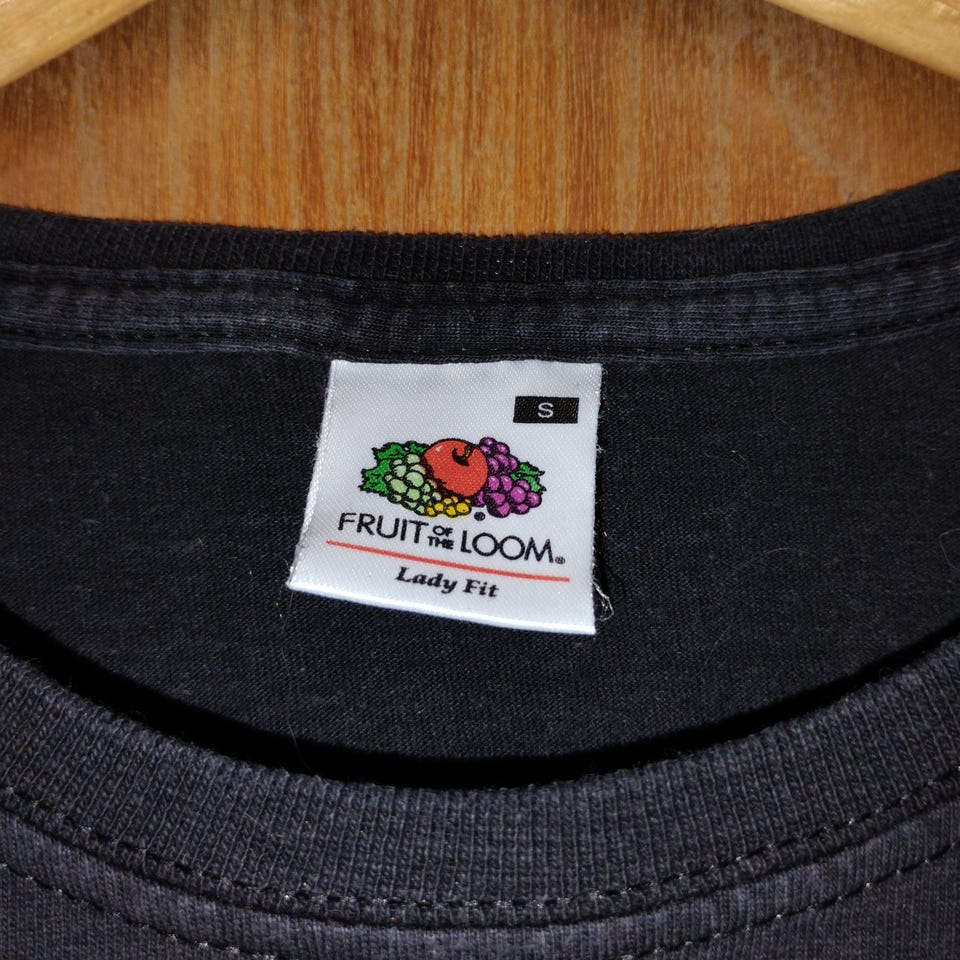 S
FRUIT OF THE LOOM®
Lady Fit